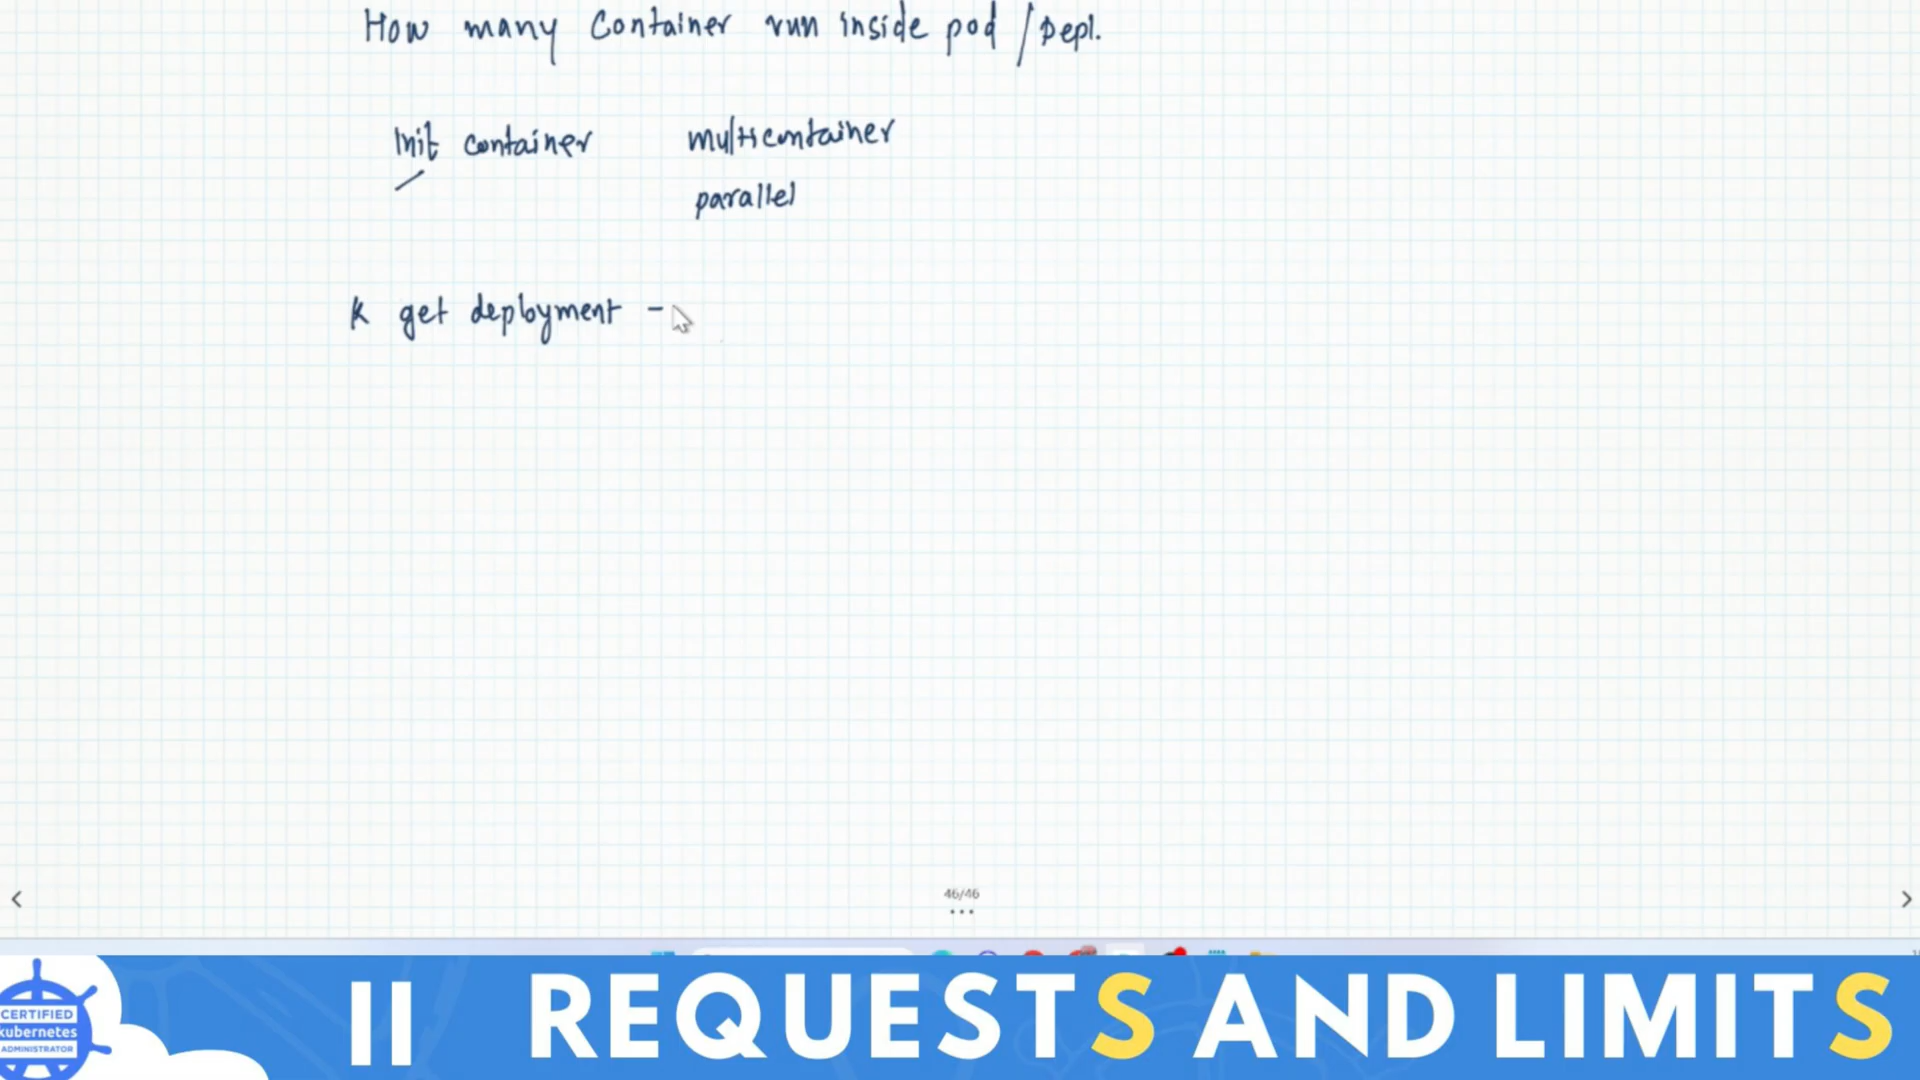 How many Container run inside pod / Depl.
Init container multicontainer
parallel
k get deployment -
46/46
CERTIFIED
kubernetes
ADMINISTRATOR
II REQUESTS AND LIMITS